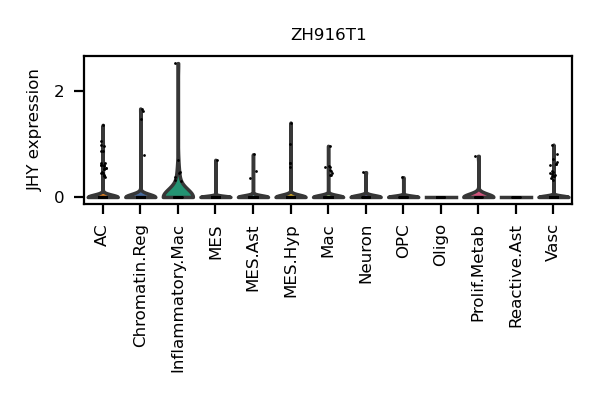 ZH916T1
JHY expression
2
0
AC
Chromatin.Reg
Inflammatory.Mac
MES
MES.Ast
MES.Hyp
Mac
Neuron
OPC
Oligo
Prolif.Metab
Reactive.Ast
Vasc